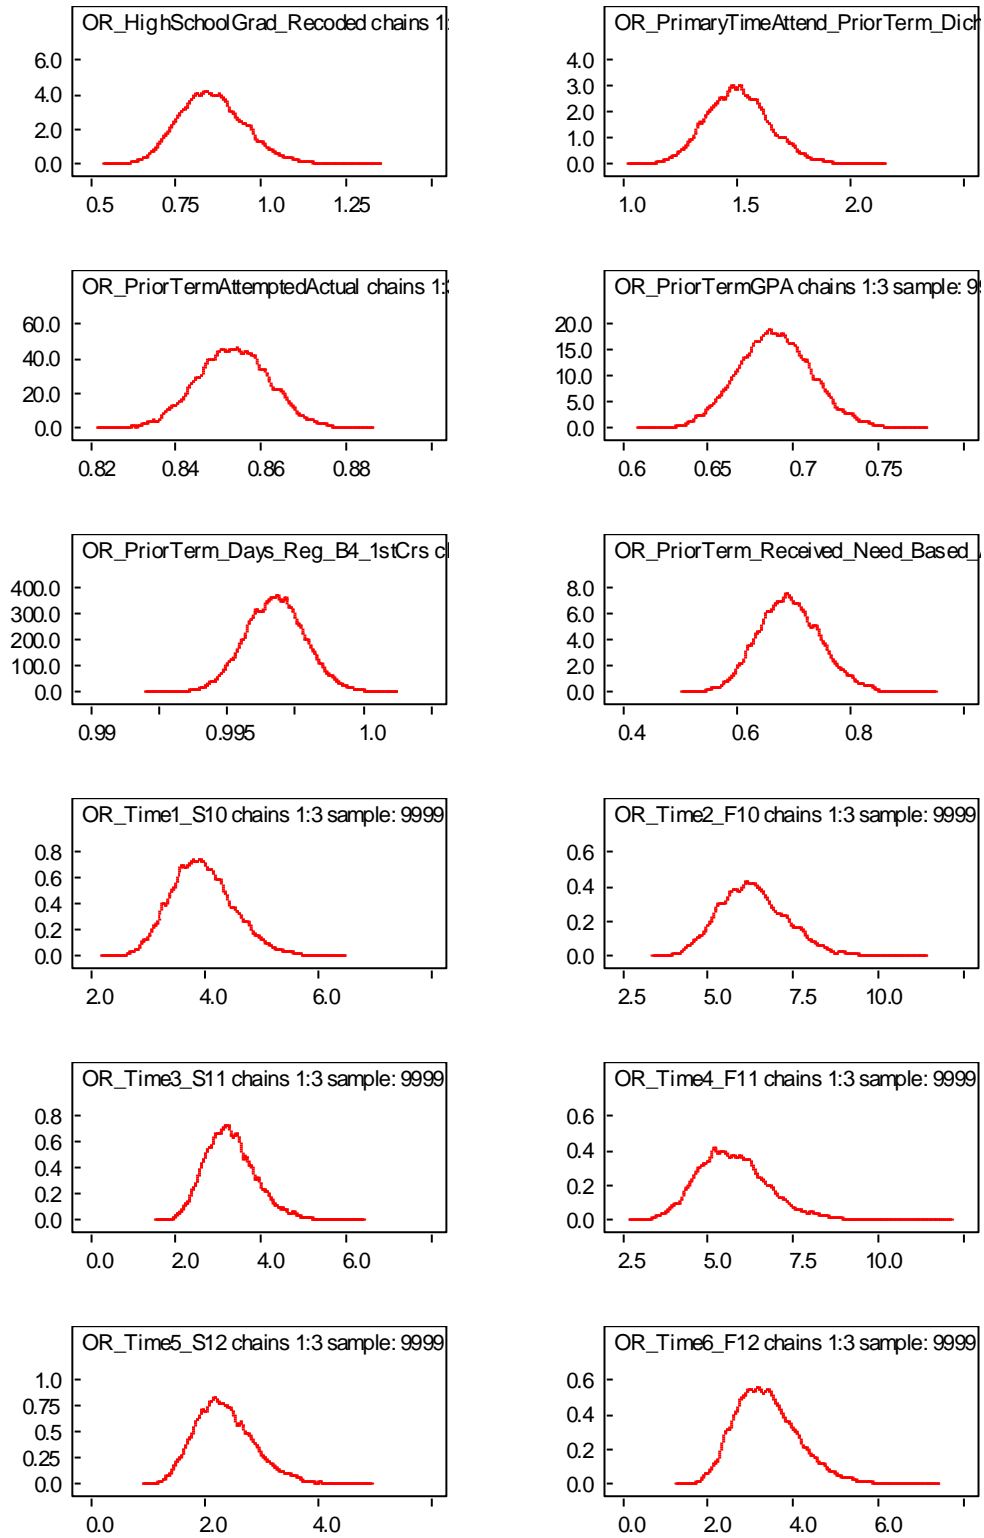 OR_HighSchoolGrad_Recoded chains 1:
6.0
4.0
2.0
0.0
0.5 0.75 1.0 1.25
OR_PrimaryTimeAttend_PriorTerm_Dich
4.0
3.0
2.0
1.0
0.0
1.0 1.5 2.0
OR_PriorTermAttemptedActual chains 1:3
60.0
40.0
20.0
0.0
0.82 0.84 0.86 0.88
OR_PriorTermGPA chains 1:3 sample: 99
20.0
15.0
10.0
5.0
0.0
0.6 0.65 0.7 0.75
OR_PriorTerm_Days_Reg_B4_1stCrs cl
400.0
300.0
200.0
100.0
0.0
0.99 0.995 1.0
OR_PriorTerm_Received_Need_Based_
8.0
6.0
4.0
2.0
0.0
0.4 0.6 0.8
OR_Time1_S10 chains 1:3 sample: 9999
0.8
0.6
0.4
0.2
0.0
2.0 4.0 6.0
OR_Time2_F10 chains 1:3 sample: 9999
0.6
0.4
0.2
0.0
2.5 5.0 7.5 10.0
OR_Time3_S11 chains 1:3 sample: 9999
0.8
0.6
0.4
0.2
0.0
0.0 2.0 4.0 6.0
OR_Time4_F11 chains 1:3 sample: 9999
0.6
0.4
0.2
0.0
2.5 5.0 7.5 10.0
OR_Time5_S12 chains 1:3 sample: 9999
1.0
0.75
0.5
0.25
0.0
0.0 2.0 4.0
OR_Time6_F12 chains 1:3 sample: 9999
0.6
0.4
0.2
0.0
0.0 2.0 4.0 6.0